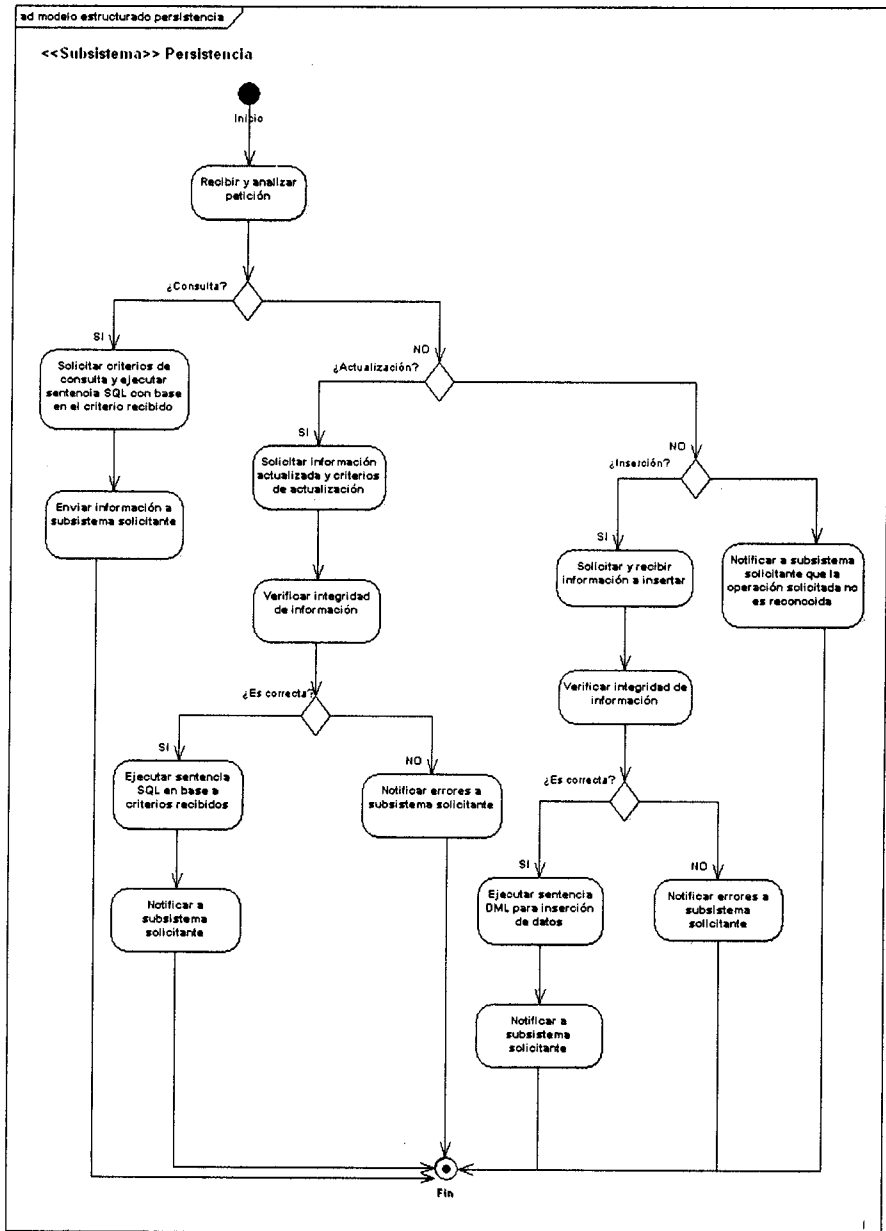 ad modelo estructurado persistencia
<<Subsistema>> Persistencia
Inicio
Recibir y analizar
petición
¿Consulta?
SI
NO
Solicitar criterios de
consulta y ejecutar
sentencia SQL con base
en el criterio recibido
¿Actualización?
SI
NO
Solicitar información
actualizada y criterios
de actualización
¿Inserción?
Enviar información a
subsistema solicitante
SI
Solicitar y recibir
información a insertar
Notificar a subsistema
solicitante que la
operación solicitada no
es reconocida
Verificar integridad
de información
Verificar integridad de
información
¿Es correcta?
SI
NO
Ejecutar sentencia
SQL en base a
criterios recibidos
Notificar errores a
subsistema solicitante
¿Es correcta?
SI
NO
Notificar a
subsistema
solicitante
Ejecutar sentencia
DML para inserción
de datos
Notificar errores a
subsistema
solicitante
Notificar a
subsistema
solicitante
Fin